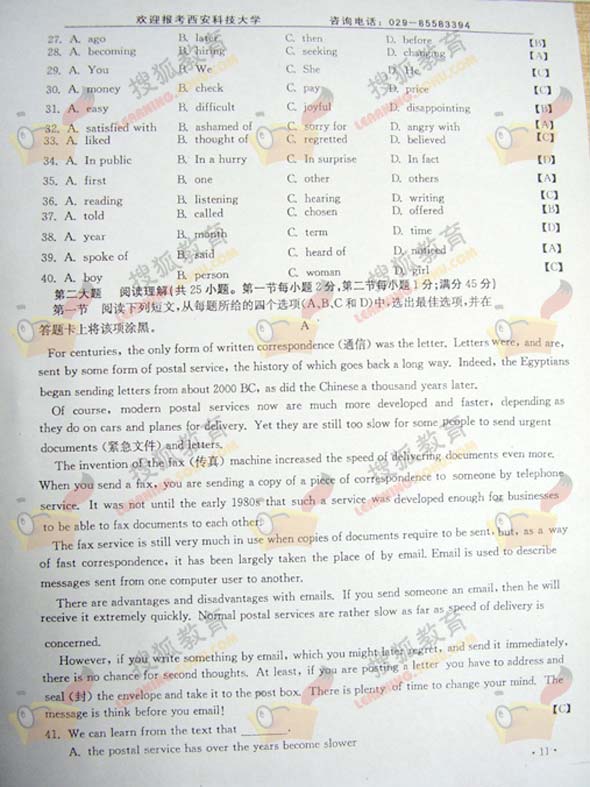 欢迎报考西安科技大学 咨询电话：029-85583394
27. A. ago B. later C. then D. before 【B】
28. A. becoming B. hiring C. seeking D. changing 【A】
29. A. You B. We C. She D. He 【C】
30. A. money B. check C. pay D. price 【C】
31. A. easy B. difficult C. joyful D. disappointing 【B】
32. A. satisfied with B. ashamed of C. sorry for D. angry with 【A】
33. A. liked B. thought of C. regretted D. believed 【C】
34. A. In public B. In a hurry C. In surprise D. In fact 【D】
35. A. first B. one C. other D. others 【A】
36. A. reading B. listening C. hearing D. writing 【C】
37. A. told B. called C. chosen D. offered 【B】
38. A. year B. month C. term D. time 【D】
39. A. spoke of B. said C. heard of D. noticed 【A】
40. A. boy B. person C. woman D. girl 【C】
第二大题 阅读理解(共25小题。第一节每小题2分,第二节每小题1分;满分45分)
第一节 阅读下列短文,从每题所给的四个选项(A、B、C和D)中,选出最佳选项,并在
答题卡上将该项涂黑。
A
For centuries, the only form of written correspondence (通信) was the letter. Letters were, and are,
sent by some form of postal service, the history of which goes back a long way. Indeed, the Egyptians
began sending letters from about 2000 BC, as did the Chinese a thousand years later.
Of course, modern postal services now are much more developed and faster, depending as
they do on cars and planes for delivery. Yet they are still too slow for some people to send urgent
documents (紧急文件) and letters.
The invention of the fax (传真) machine increased the speed of delivering documents even more.
When you send a fax, you are sending a copy of a piece of correspondence to someone by telephone
service. It was not until the early 1980s that such a service was developed enough for businesses
to be able to fax documents to each other.
The fax service is still very much in use when copies of documents require to be sent, but, as a way
of fast correspondence, it has been largely taken the place of by email. Email is used to describe
messages sent from one computer user to another.
There are advantages and disadvantages with emails. If you send someone an email, then he will
receive it extremely quickly. Normal postal services are rather slow as far as speed of delivery is
concerned.
However, if you write something by email, which you might later regret, and send it immediately,
there is no chance for second thoughts. At least, if you are posting a letter you have to address and
seal (封) the envelope and take it to the post box. There is plenty of time to change your mind. The
message is think before you email!
41. We can learn from the text that ______. 【C】
A. the postal service has over the years become slower
·11·
搜狐教育
LEARNING.SOHU.COM